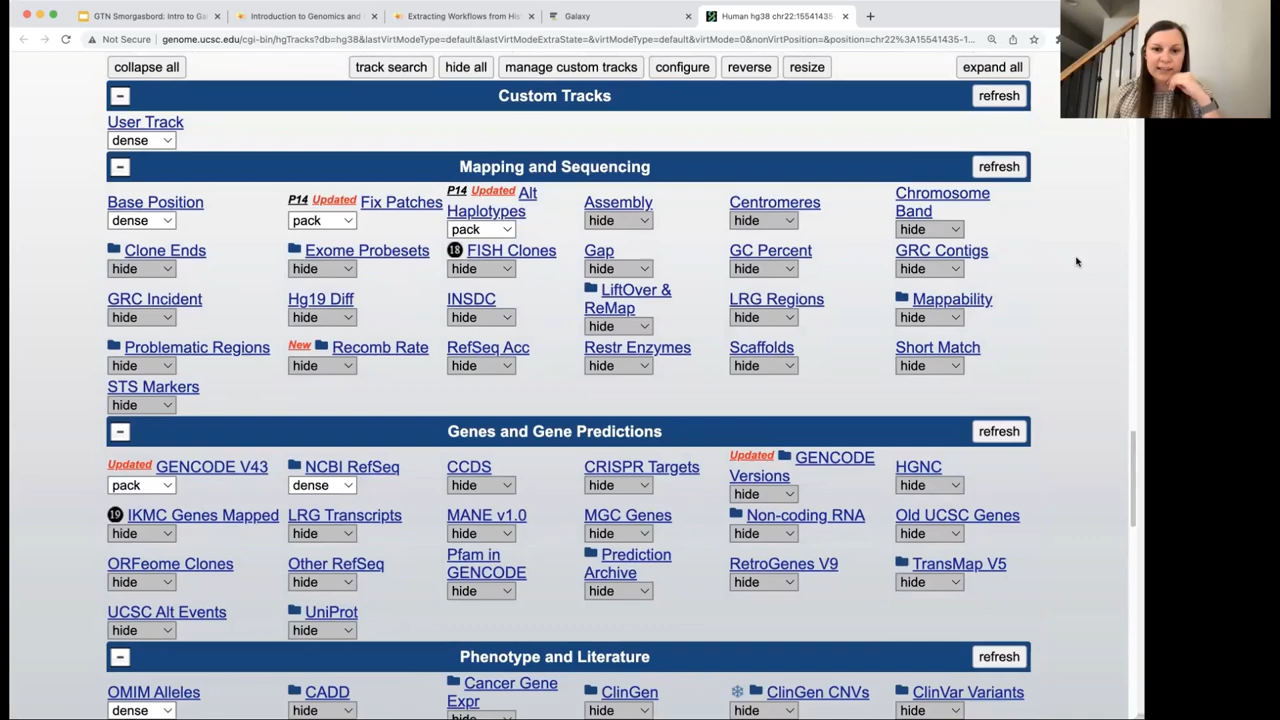 GTN Smorgasbord: Intro to Ga
Introduction to Genomics and
Extracting Workflows from His
Galaxy
Human hg38 chr22:15541435-
Not Secure
genome.ucsc.edu/cgi-bin/hgTracks?db=hg38&lastVirtModeType=default&lastVirtModeExtraState=&virtModeType=default&virtMode=0&nonVirtPosition=&position=chr22%3A15541435-1...
collapse all track search hide all manage custom tracks configure reverse resize expand all
- Custom Tracks refresh
User Track
dense
- Mapping and Sequencing refresh
Base Position
dense
P14 Updated Fix Patches
pack
P14 Updated Alt
Haplotypes
pack
Assembly
hide
Centromeres
hide
Chromosome
Band
hide
Clone Ends
hide
Exome Probesets
hide
18 FISH Clones
hide
Gap
hide
GC Percent
hide
GRC Contigs
hide
GRC Incident
hide
Hg19 Diff
hide
INSDC
hide
LiftOver &
ReMap
hide
LRG Regions
hide
Mappability
hide
Problematic Regions
hide
New Recomb Rate
hide
RefSeq Acc
hide
Restr Enzymes
hide
Scaffolds
hide
Short Match
hide
STS Markers
hide
- Genes and Gene Predictions refresh
Updated GENCODE V43
pack
NCBI RefSeq
dense
CCDS
hide
CRISPR Targets
hide
Updated GENCODE
Versions
hide
HGNC
hide
19 IKMC Genes Mapped
hide
LRG Transcripts
hide
MANE v1.0
hide
MGC Genes
hide
Non-coding RNA
hide
Old UCSC Genes
hide
ORFeome Clones
hide
Other RefSeq
hide
Pfam in
GENCODE
hide
Prediction
Archive
hide
RetroGenes V9
hide
TransMap V5
hide
UCSC Alt Events
hide
UniProt
hide
- Phenotype and Literature refresh
OMIM Alleles
dense
CADD
hide
Cancer Gene
Expr
hide
ClinGen
hide
ClinGen CNVs
hide
ClinVar Variants
hide